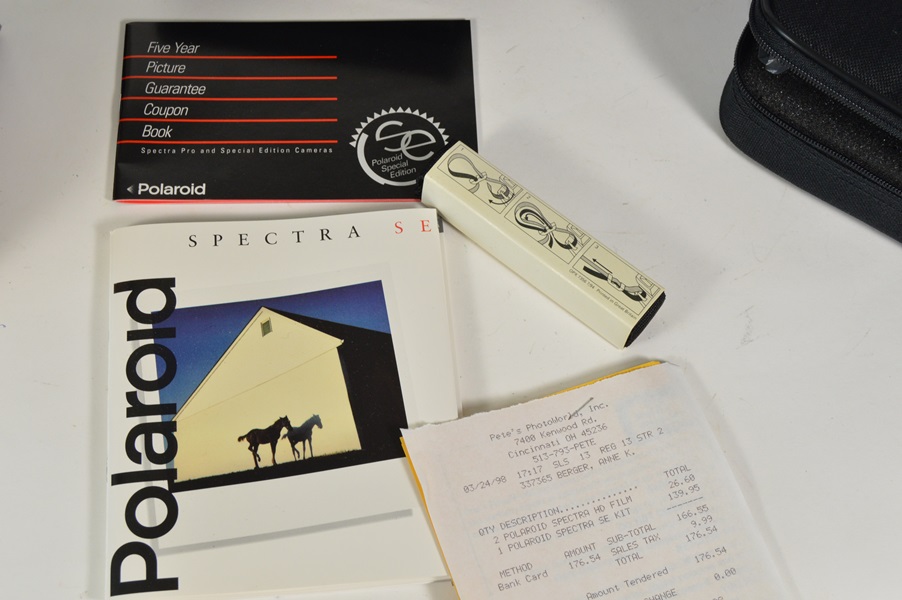 Five Year
Picture
Guarantee
Coupon
Book
Spectra Pro and Special Edition Cameras
se
Polaroid
Special
Edition
Polaroid
SPECTRA SE
Polaroid
Pete's PhotoWorld, Inc.
7400 Kenwood Rd.
Cincinnati OH 45236
513-793-PETE
03/24/98 17:17 SLS 13 REG 13 STR 2
337365 BERGER, ANNE K.
QTY DESCRIPTION.............. TOTAL
2 POLAROID SPECTRA HD FILM 26.60
1 POLAROID SPECTRA SE KIT 139.95
METHOD AMOUNT SUB-TOTAL 166.55
Bank Card 176.54 SALES TAX 9.99
TOTAL 176.54
Amount Tendered 176.54
CHANGE 0.00